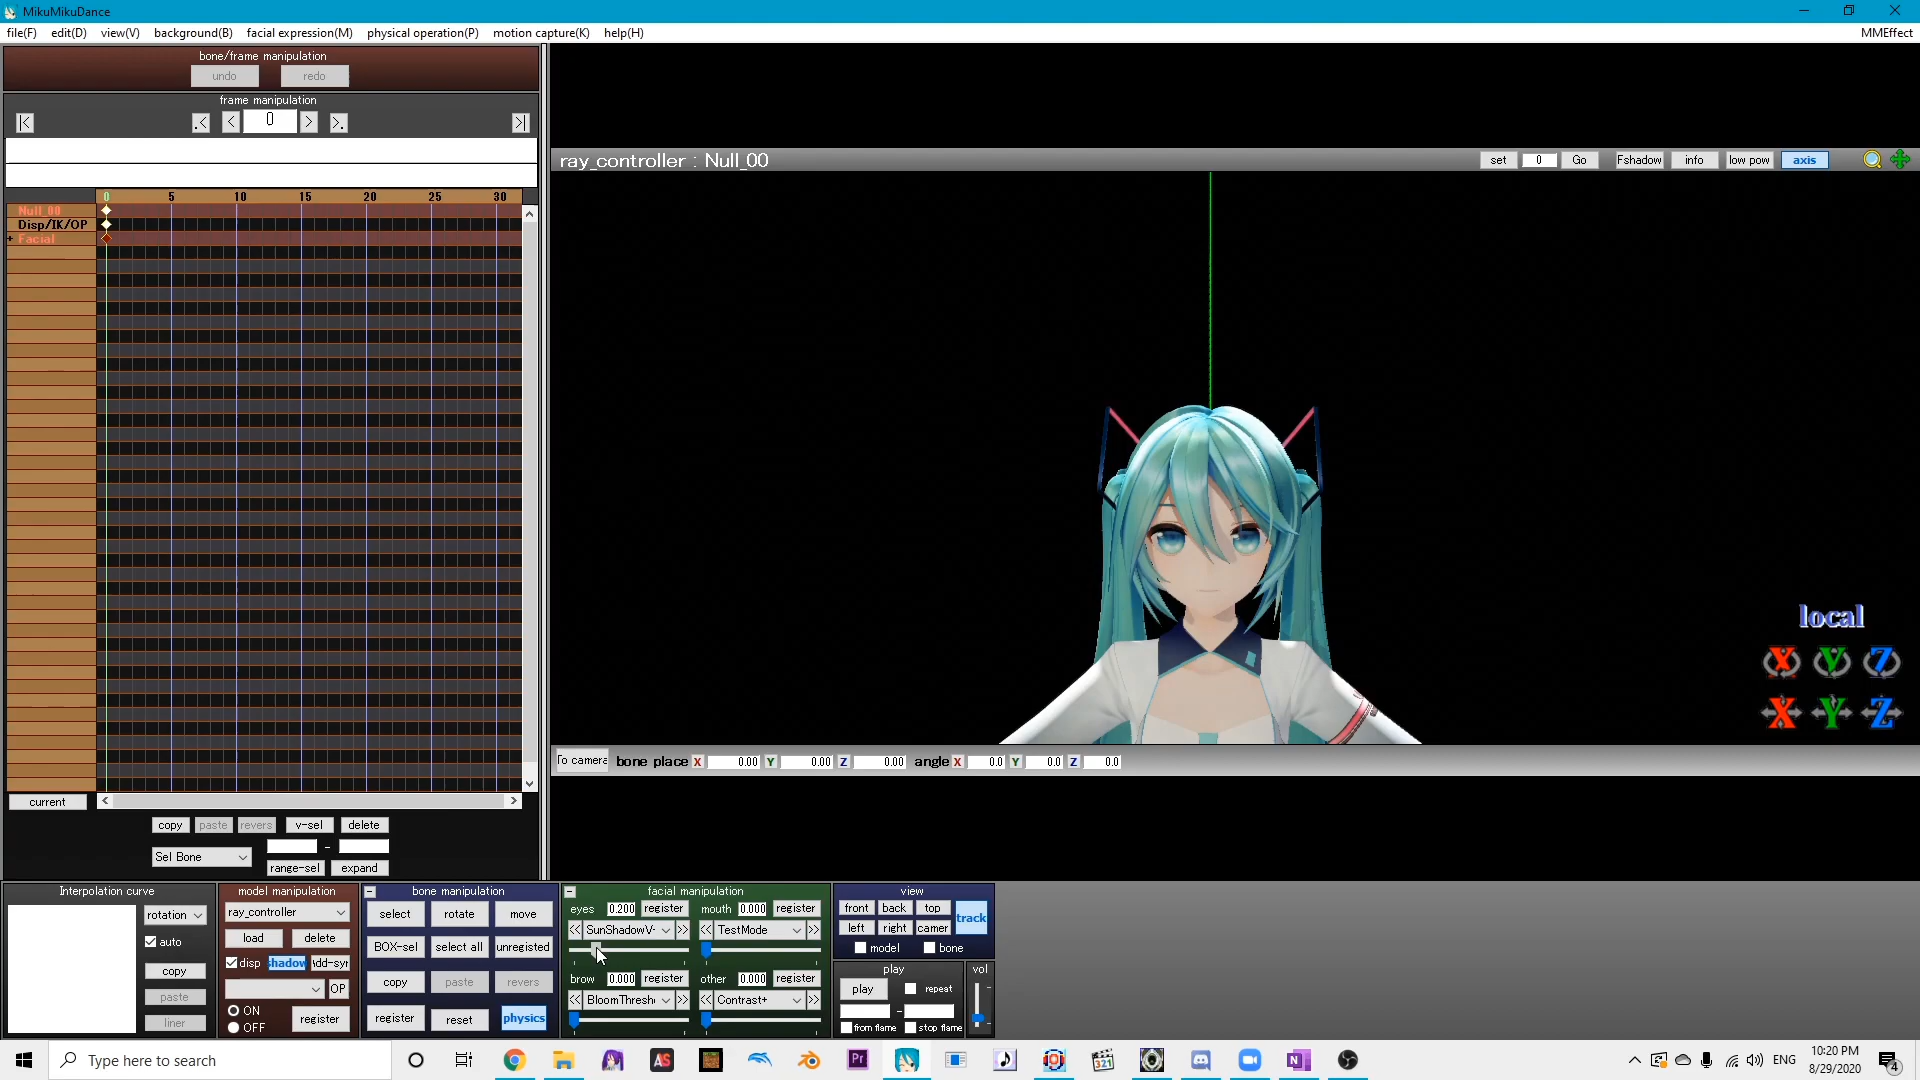 MikuMikuDance
file(F) edit(D) view(V) background(B) facial expression(M) physical operation(P) motion capture(K) help(H) MMEffect
bone/frame manipulation
undo redo
frame manipulation
|< .< < 0 > >. >|
ray_controller : Null_00 set 0 Go Fshadow info low pow axis
0 5 10 15 20 25 30
Null_00
Disp/IK/OP
+ Facial
local
X Y Z
X Y Z
To camera bone place X 0.00 Y 0.00 Z 0.00 angle X 0.0 Y 0.0 Z 0.0
current
copy paste revers v-sel delete
Sel Bone -
range-sel expand
Interpolation curve
rotation
auto
copy
paste
liner
model manipulation
ray_controller
load delete
disp shadow
OP
ON
OFF register
bone manipulation
select rotate move
BOX-sel select all unregisted
copy paste revers
register reset physics
facial manipulation
eyes 0.200 register mouth 0.000 register
<< SunShadowV- >> << TestMode >>
brow 0.000 register other 0.000 register
<< BloomThresh >> << Contrast+ >>
view
front back top track
left right camer
model bone
play vol
play repeat
-
from flame stop flame
Type here to search
AS Pr 321 N
ENG 10:20 PM
8/29/2020 4